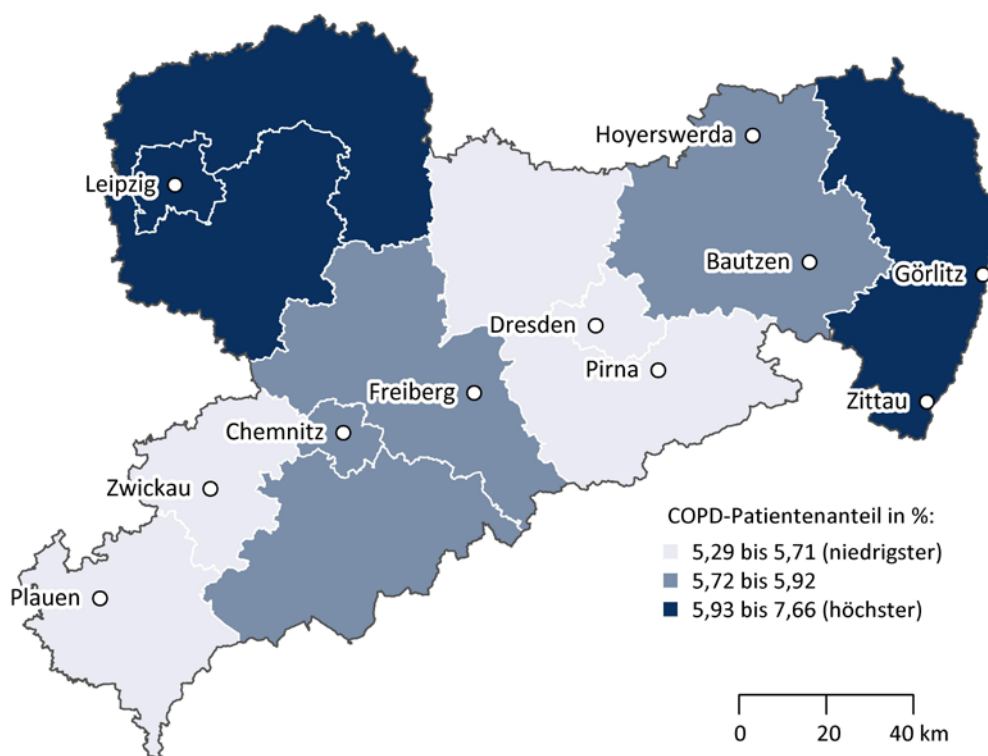 Hoyerswerda
Leipzig
Bautzen
Görlitz
Dresden
Pirna
Freiberg
Zittau
Chemnitz
Zwickau
Plauen
COPD-Patientenanteil in %:
5,29 bis 5,71 (niedrigster)
5,72 bis 5,92
5,93 bis 7,66 (höchster)
0 20 40 km